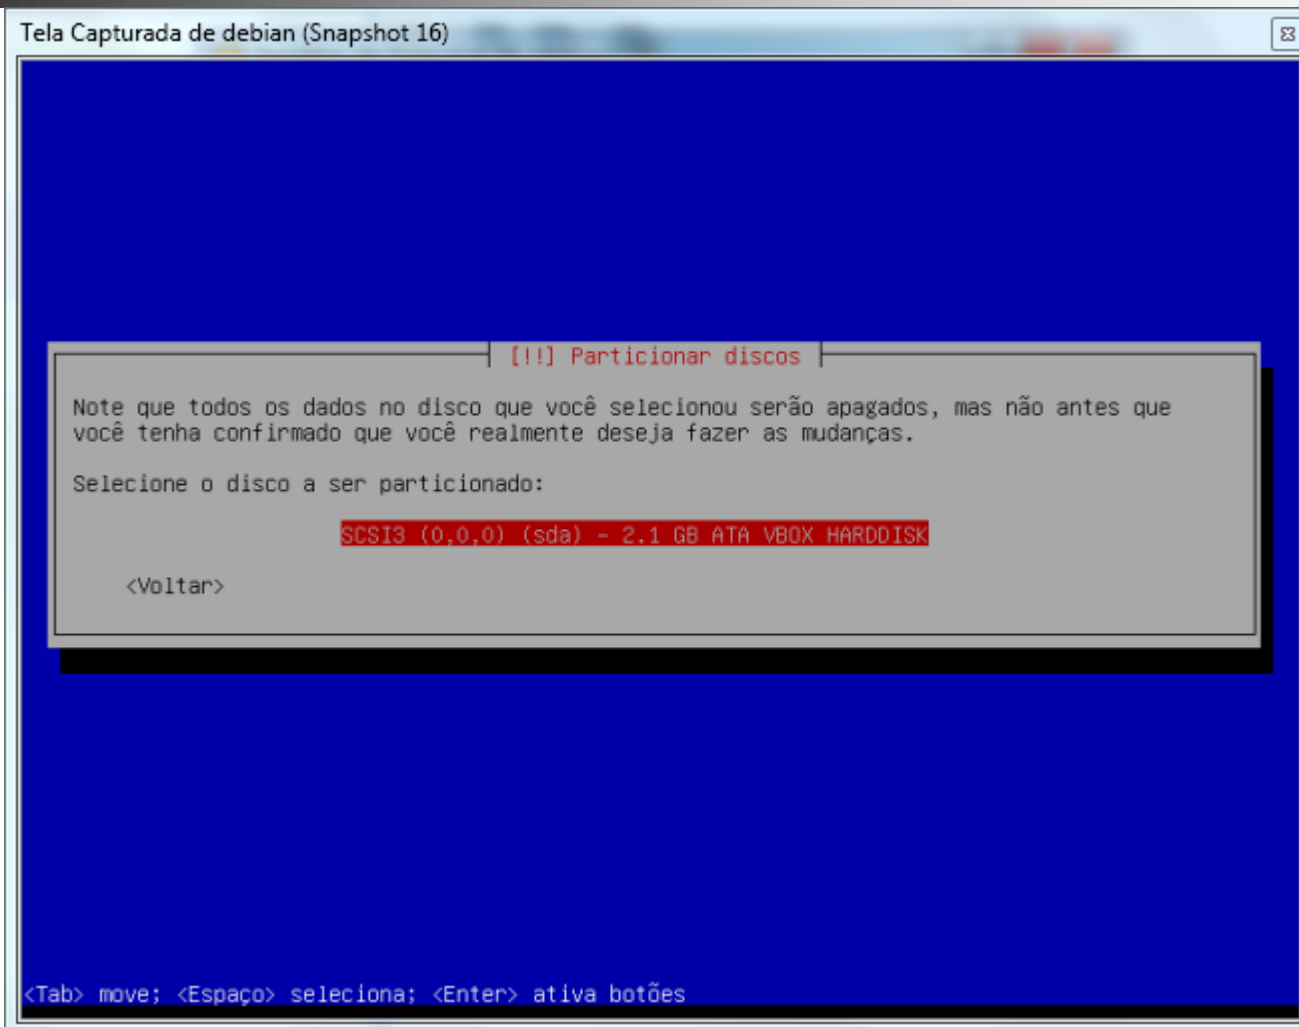 Tela Capturada de debian (Snapshot 16)
[!!] Particionar discos
Note que todos os dados no disco que você selecionou serão apagados, mas não antes que
você tenha confirmado que você realmente deseja fazer as mudanças.
Selecione o disco a ser particionado:
SCSI3 (0,0,0) (sda) - 2.1 GB ATA VBOX HARDDISK
<Voltar>
<Tab> move; <Espaço> seleciona; <Enter> ativa botões